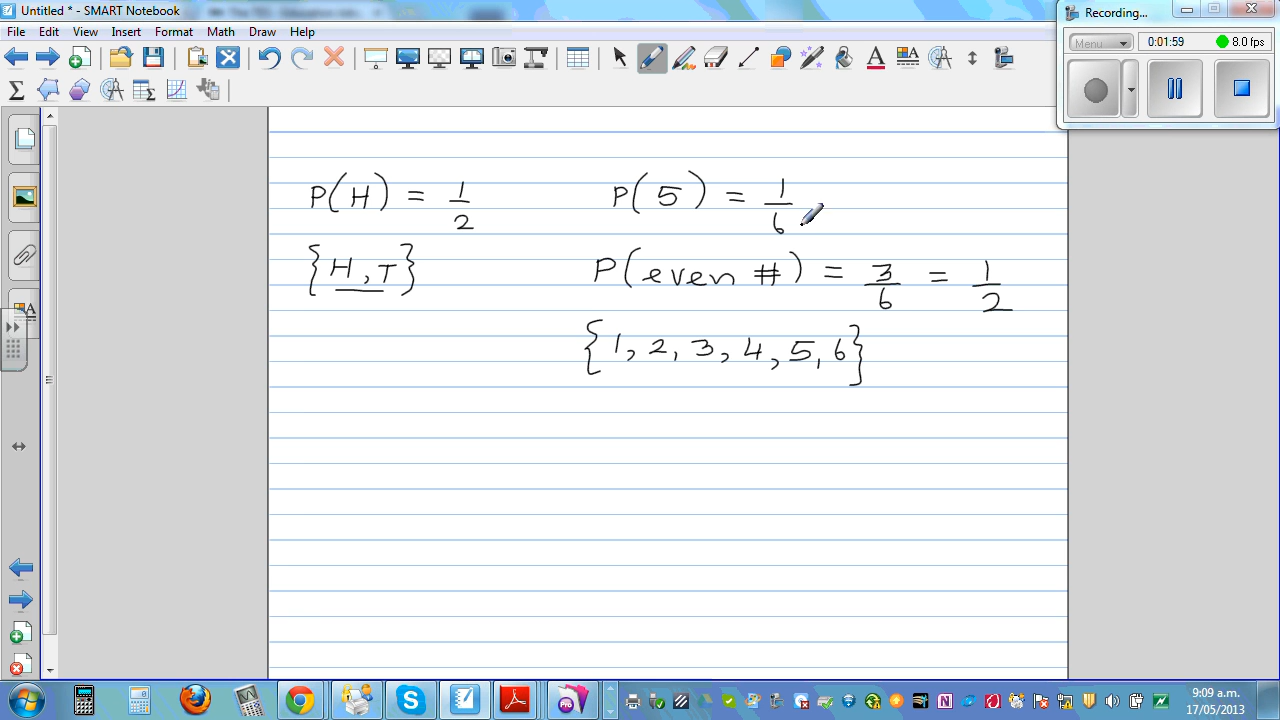 Untitled * - SMART Notebook
File Edit View Insert Format Math Draw Help
Recording...
Menu
0:01:59
8.0 fps
P(H) = 1/2
{H, T}
P(5) = 1/6
P(even #) = 3/6 = 1/2
{1, 2, 3, 4, 5, 6}
9:09 a.m.
17/05/2013